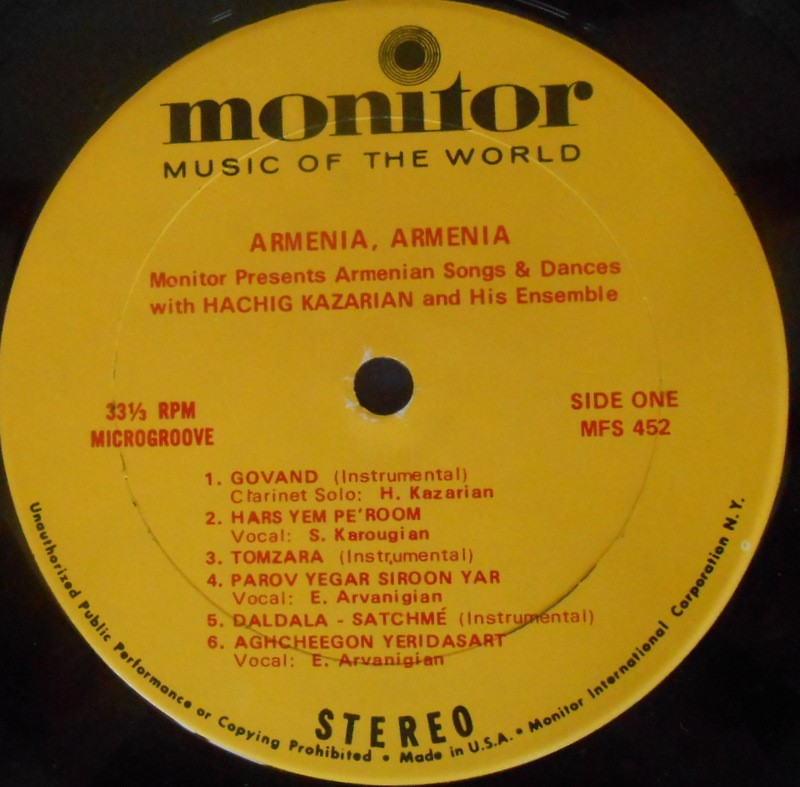 monitor
MUSIC OF THE WORLD
ARMENIA, ARMENIA
Monitor Presents Armenian Songs & Dances
with HACHIG KAZARIAN and His Ensemble
33⅓ RPM
MICROGROOVE
SIDE ONE
MFS 452
1. GOVAND (Instrumental)
Clarinet Solo: H. Kazarian
2. HARS YEM PE'ROOM
Vocal: S. Karougian
3. TOMZARA (Instrumental)
4. PAROV YEGAR SIROON YAR
Vocal: E. Arvanigian
5. DALDALA - SATCHMÉ (Instrumental)
6. AGHCHEEGON YERIDASART
Vocal: E. Arvanigian
STEREO
Unauthorized Public Performance or Copying Prohibited • Made in U.S.A. • Monitor International Corporation N.Y.